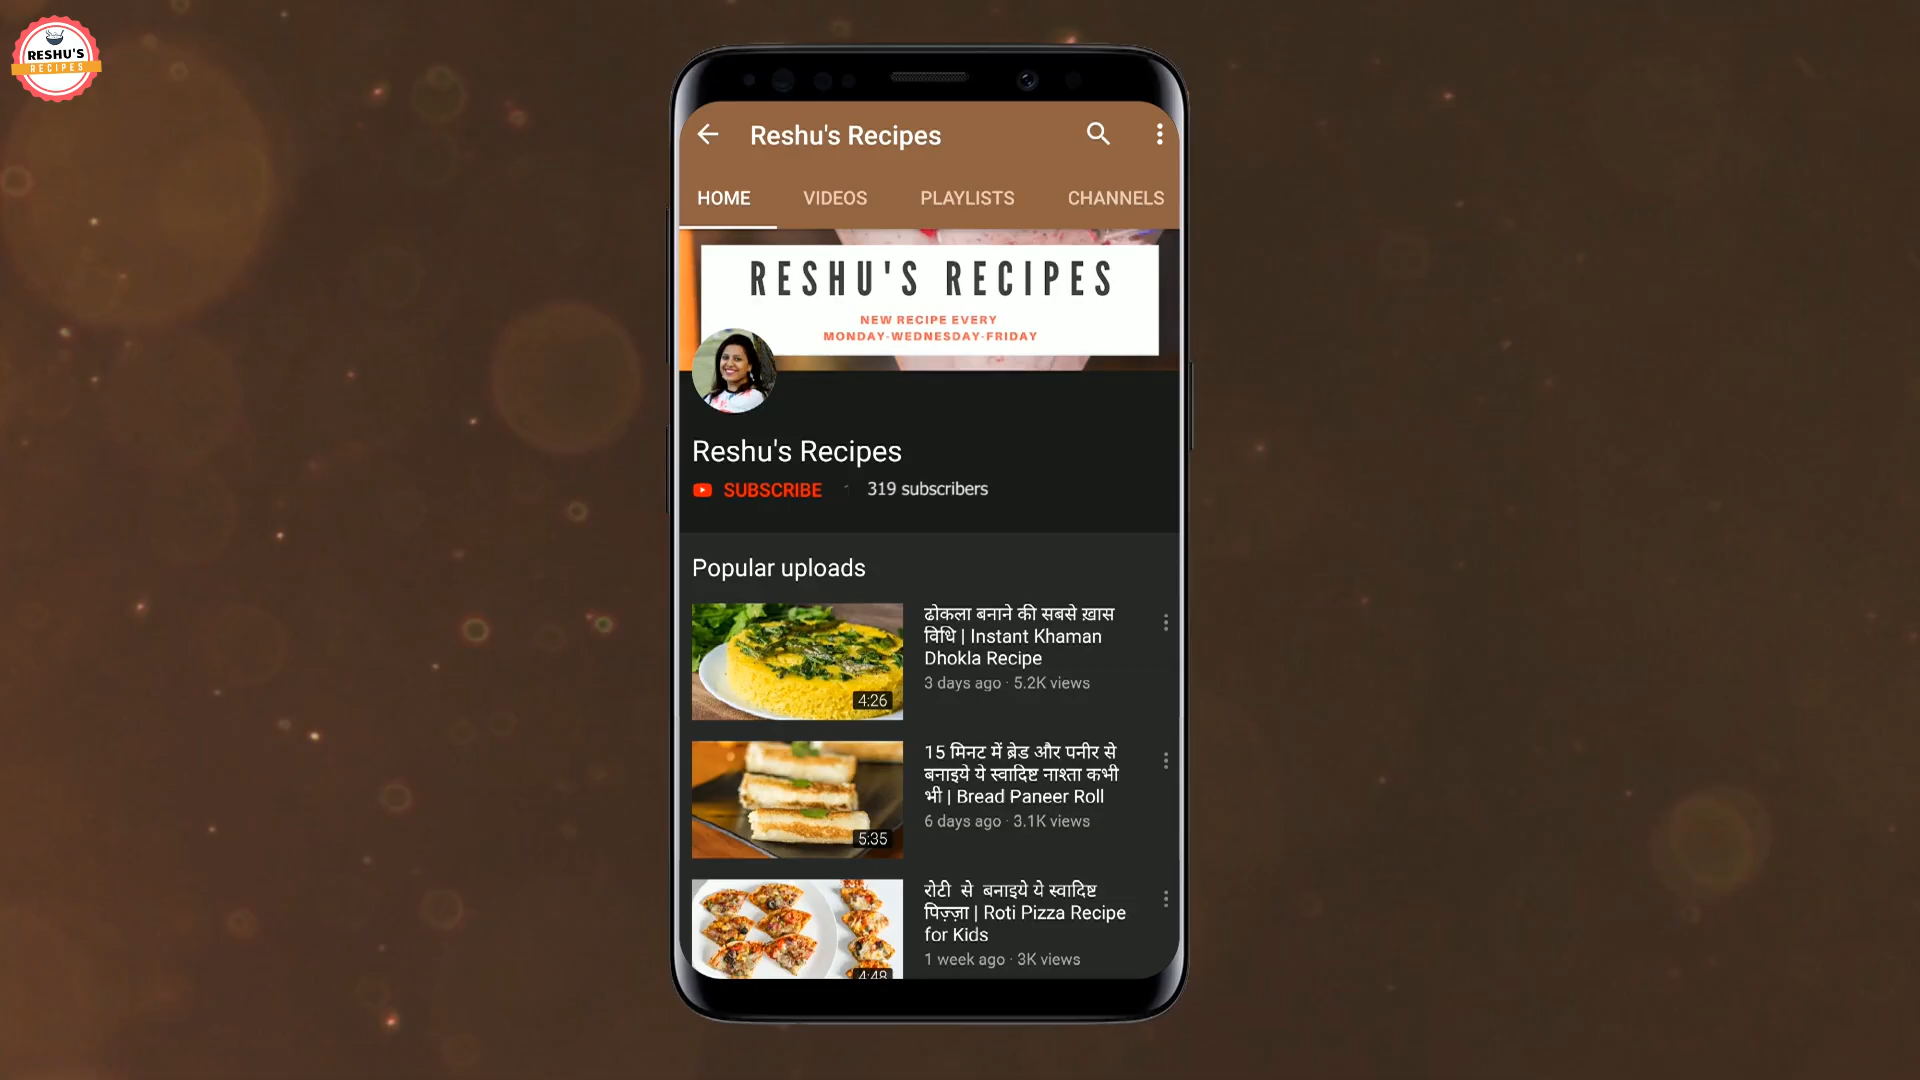 RESHU'S
RECIPES
Reshu's Recipes
HOME VIDEOS PLAYLISTS CHANNELS
RESHU'S RECIPES
NEW RECIPE EVERY
MONDAY-WEDNESDAY-FRIDAY
Reshu's Recipes
SUBSCRIBE 319 subscribers
Popular uploads
ढोकला बनाने की सबसे ख़ास
विधि | Instant Khaman
Dhokla Recipe
3 days ago · 5.2K views
4:26
15 मिनट में ब्रेड और पनीर से
बनाइये ये स्वादिष्ट नाश्ता कभी
भी | Bread Paneer Roll
6 days ago · 3.1K views
5:35
रोटी से बनाइये ये स्वादिष्ट
पिज़्ज़ा | Roti Pizza Recipe
for Kids
1 week ago · 3K views
4:48